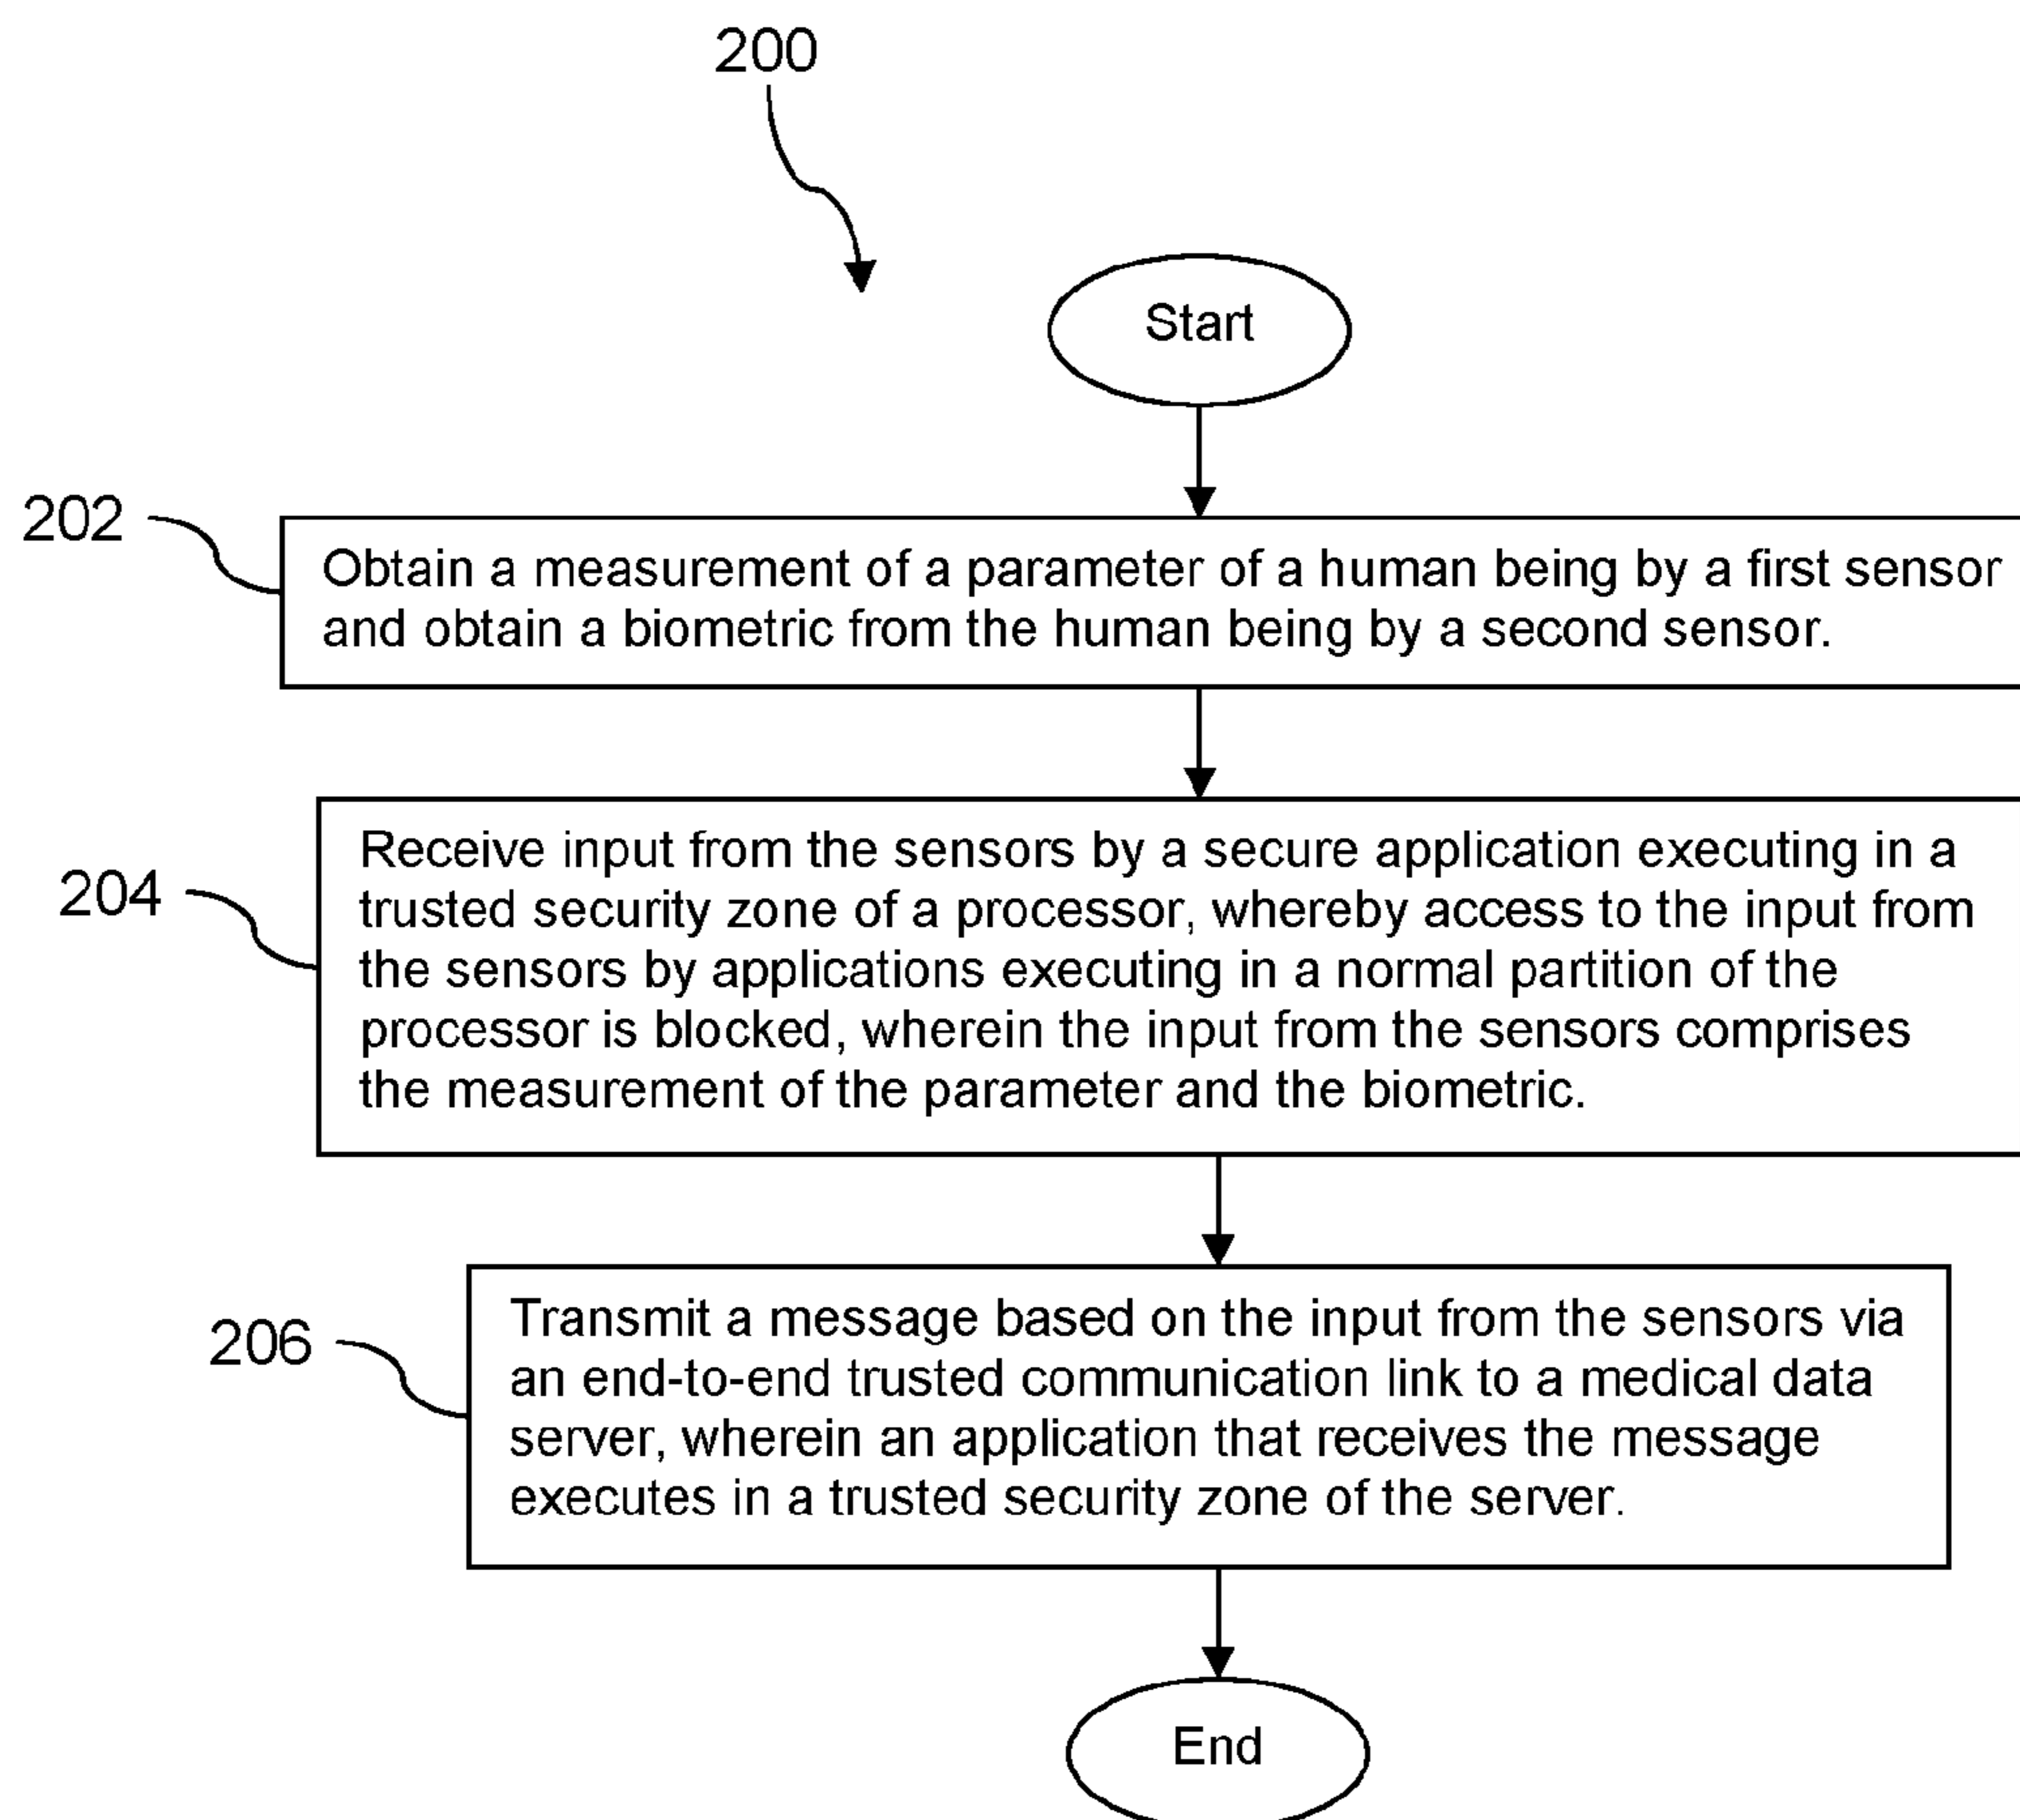 200
Start
202
Obtain a measurement of a parameter of a human being by a first sensor
and obtain a biometric from the human being by a second sensor.
204
Receive input from the sensors by a secure application executing in a
trusted security zone of a processor, whereby access to the input from
the sensors by applications executing in a normal partition of the
processor is blocked, wherein the input from the sensors comprises
the measurement of the parameter and the biometric.
206
Transmit a message based on the input from the sensors via
an end-to-end trusted communication link to a medical data
server, wherein an application that receives the message
executes in a trusted security zone of the server.
End